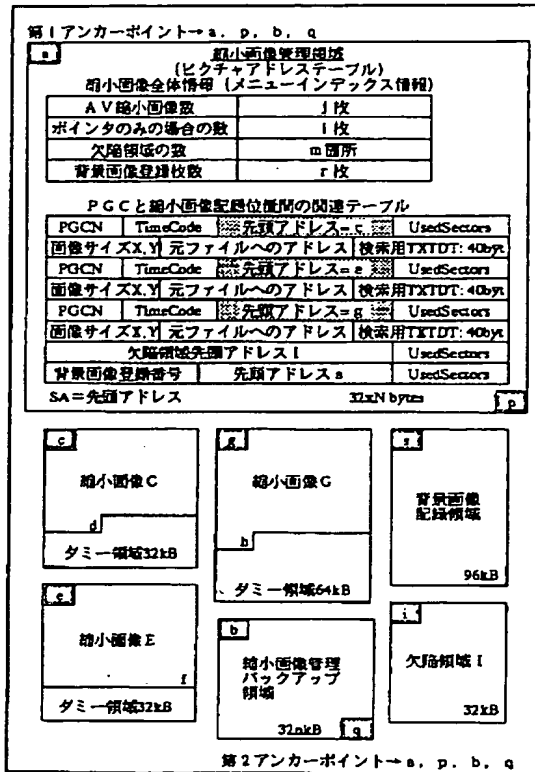 第1アンカーポイント→a, p, b, q
a
縮小画像管理領域
(ピクチャアドレステーブル)
縮小画像全体情報 (メニューインデックス情報)
AV縮小画像数 j枚
ポインタのみの場合の数 i枚
欠陥領域の数 m箇所
背景画像登録枚数 r枚
PGCと縮小画像記録位置間の関連テーブル
PGCN TimeCode 先頭アドレス=c UsedSectors
画像サイズX,Y 元ファイルへのアドレス 検索用TXTDT: 40byt
PGCN TimeCode 先頭アドレス=e UsedSectors
画像サイズX,Y 元ファイルへのアドレス 検索用TXTDT: 40byt
PGCN TimeCode 先頭アドレス=g UsedSectors
画像サイズX,Y 元ファイルへのアドレス 検索用TXTDT: 40byt
欠陥領域先頭アドレス I UsedSectors
背景画像登録番号 先頭アドレス s UsedSectors
SA=先頭アドレス 32xN bytes p
c
縮小画像C
d
ダミー領域32kB
g
縮小画像G
h
ダミー領域64kB
s
背景画像
記録領域
96kB
e
縮小画像E
f
ダミー領域32kB
b
縮小画像管理
バックアップ
領域
32nkB q
i
欠陥領域I
32kB
第2アンカーポイント→a, p, b, q